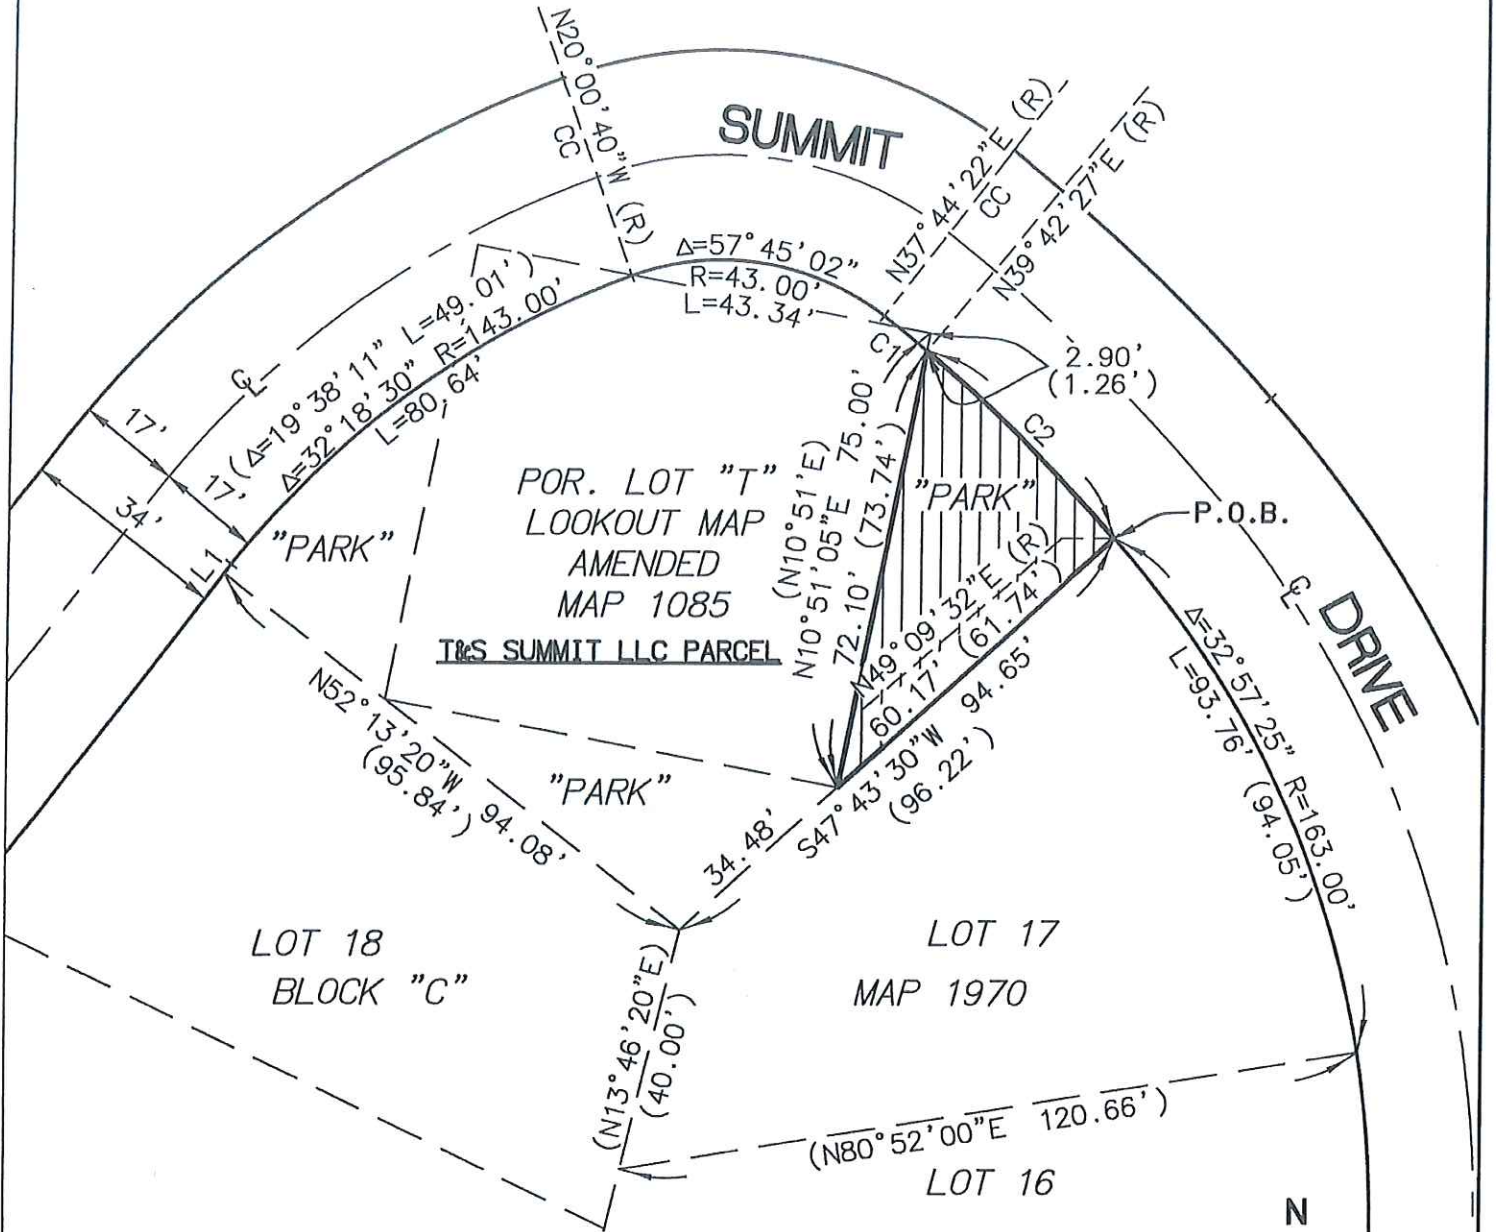 N20°00'40"W (R)
CC
SUMMIT
N37°44'22"E (R)
CC
N39°42'27"E (R)
Δ=57°45'02"
R=43.00'
L=43.34'
(Δ=19°38'11" L=49.01')
Δ=32°18'30" R=143.00'
L=80.64'
C1
2.90'
(1.26')
C2
17'
17'
34'
L1
"PARK"
POR. LOT "T"
LOOKOUT MAP
AMENDED
MAP 1085
T&S SUMMIT LLC PARCEL
(N10°51'E)
N10°51'05"E 75.00'
72.10' (73.74')
"PARK"
P.O.B.
N49°09'32"E (R)
60.17' (61.74')
S47°43'30"W 94.65'
(96.22')
DRIVE
Δ=32°57'25" R=163.00'
L=93.76' (94.05')
N52°13'20"W 94.08'
(95.84')
"PARK"
34.48'
LOT 18
BLOCK "C"
LOT 17
MAP 1970
(N13°46'20"E)
(40.00')
(N80°52'00"E 120.66')
LOT 16
N